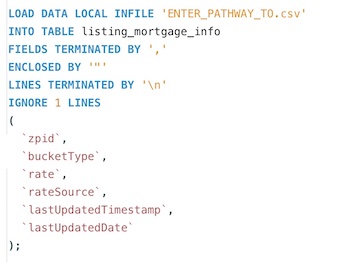 LOAD DATA LOCAL INFILE 'ENTER_PATHWAY_TO.csv'
INTO TABLE listing_mortgage_info
FIELDS TERMINATED BY ','
ENCLOSED BY '"'
LINES TERMINATED BY '\n'
IGNORE 1 LINES
(
`zpid`,
`bucketType`,
`rate`,
`rateSource`,
`lastUpdatedTimestamp`,
`lastUpdatedDate`
);